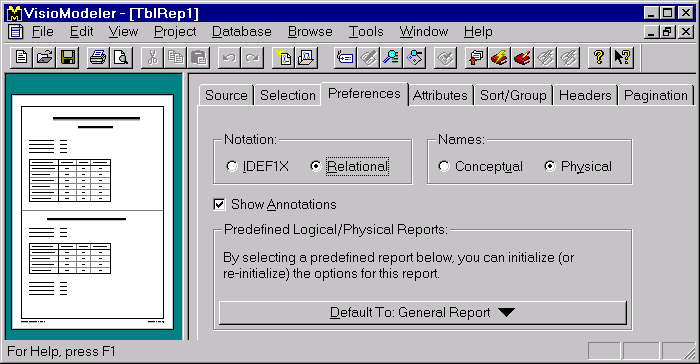 VisioModeler - [TblRep1]
File Edit View Project Database Browse Tools Window Help
Source Selection Preferences Attributes Sort/Group Headers Pagination
Notation: Names:
IDEF1X Relational Conceptual Physical
Show Annotations
Predefined Logical/Physical Reports:
By selecting a predefined report below, you can initialize (or
re-initialize) the options for this report.
Default To: General Report
For Help, press F1